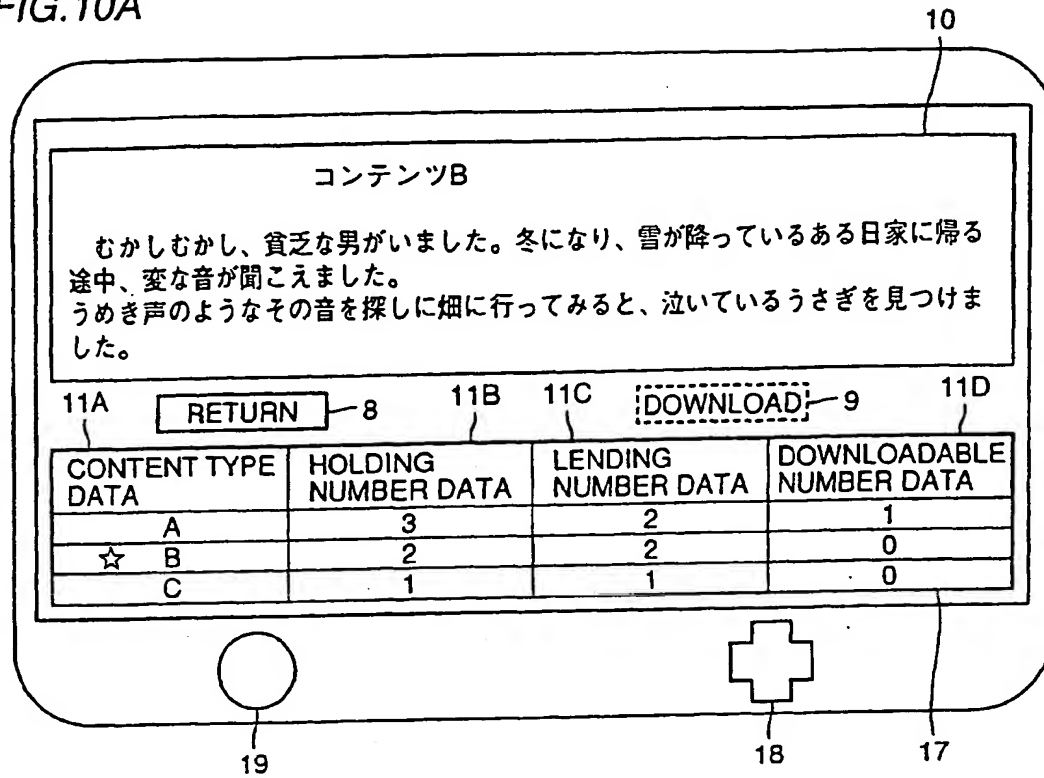 FIG.10A
10
コンテンツB
むかしむかし、貧乏な男がいました。冬になり、雪が降っているある日家に帰る
途中、変な音が聞こえました。
うめき声のようなその音を探しに畑に行ってみると、泣いているうさぎを見つけま
した。
11A RETURN 8 11B 11C DOWNLOAD 9 11D
CONTENT TYPE DATA HOLDING NUMBER DATA LENDING NUMBER DATA DOWNLOADABLE NUMBER DATA
A 3 2 1
☆ B 2 2 0
C 1 1 0
19 18 17